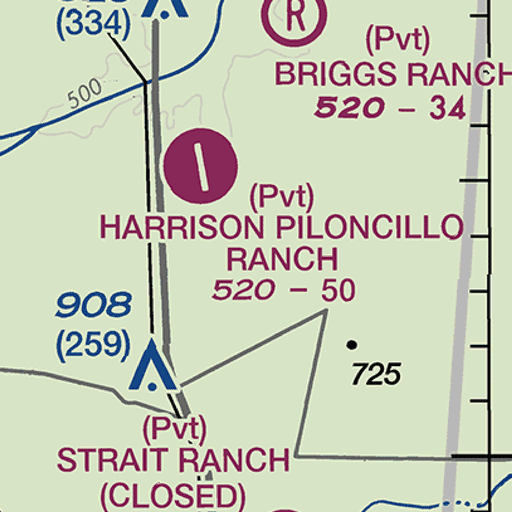 (334)
R
(Pvt)
BRIGGS RANCH
520 - 34
500
(Pvt)
HARRISON PILONCILLO
RANCH
520 - 50
908
(259)
725
(Pvt)
STRAIT RANCH
(CLOSED)